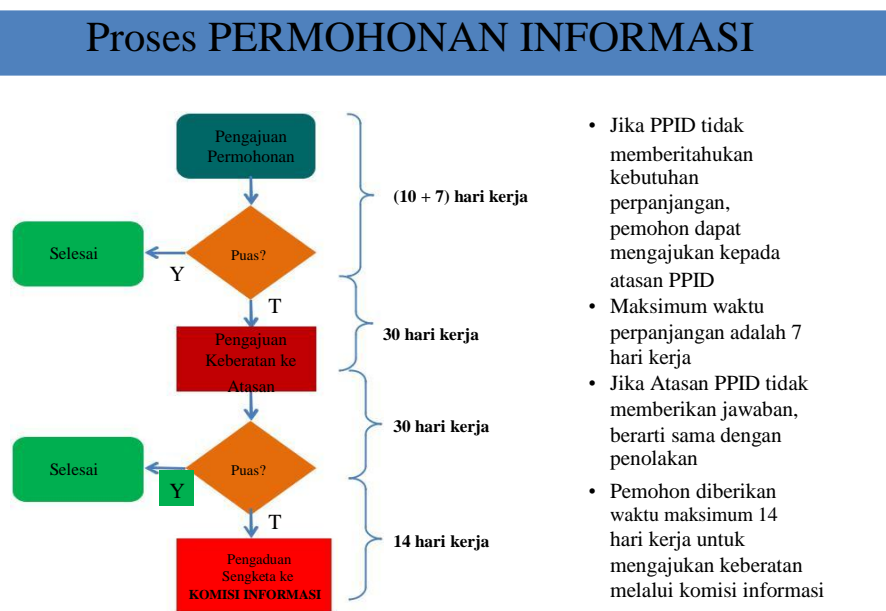 Proses PERMOHONAN INFORMASI
Pengajuan
Permohonan
(10 + 7) hari kerja
Selesai
Puas?
Y
T
30 hari kerja
Pengajuan
Keberatan ke
Atasan
30 hari kerja
Selesai
Puas?
Y
T
14 hari kerja
Pengaduan
Sengketa ke
KOMISI INFORMASI
• Jika PPID tidak
memberitahukan
kebutuhan
perpanjangan,
pemohon dapat
mengajukan kepada
atasan PPID
• Maksimum waktu
perpanjangan adalah 7
hari kerja
• Jika Atasan PPID tidak
memberikan jawaban,
berarti sama dengan
penolakan
• Pemohon diberikan
waktu maksimum 14
hari kerja untuk
mengajukan keberatan
melalui komisi informasi